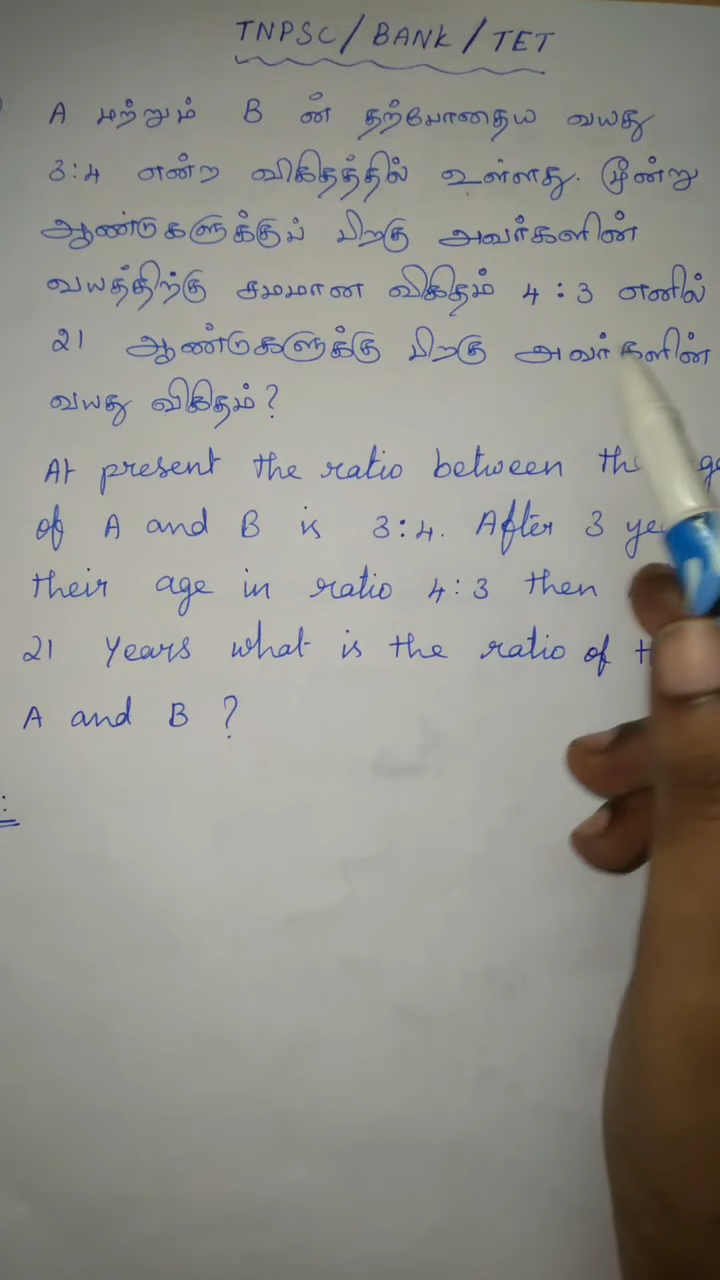 TNPSC / BANK / TET
A மற்றும் B ன் தற்போதைய வயது
3:4 என்ற விகிதத்தில் உள்ளது. மூன்று
ஆண்டுகளுக்குப் பிறகு அவர்களின்
வயத்திற்கு சமமான விகிதம் 4 : 3 எனில்
21 ஆண்டுகளுக்கு பிறகு அவர்களின்
வயது விகிதம்?
At present the ratio between
of A and B is 3:4. After 3
their age in ratio 4:3 then
21 Years what is the ratio of
A and B ?
: